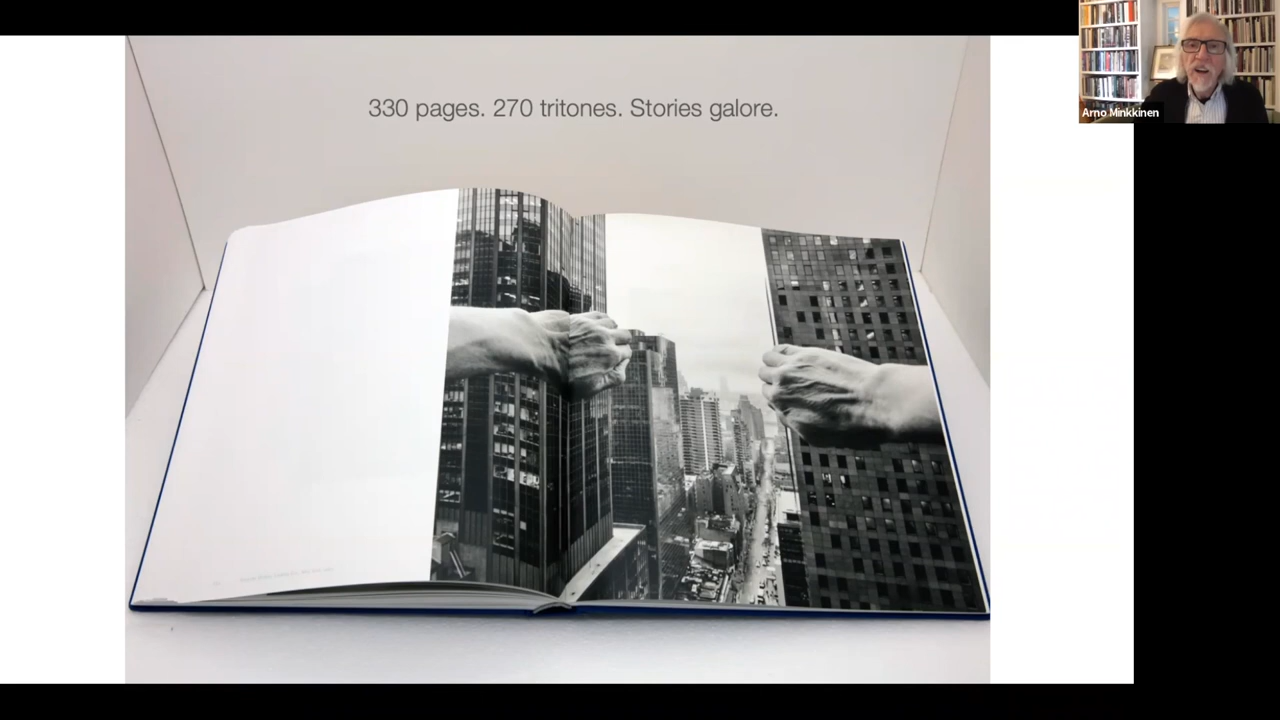 330 pages. 270 tritones. Stories galore.
Arno Minkkinen